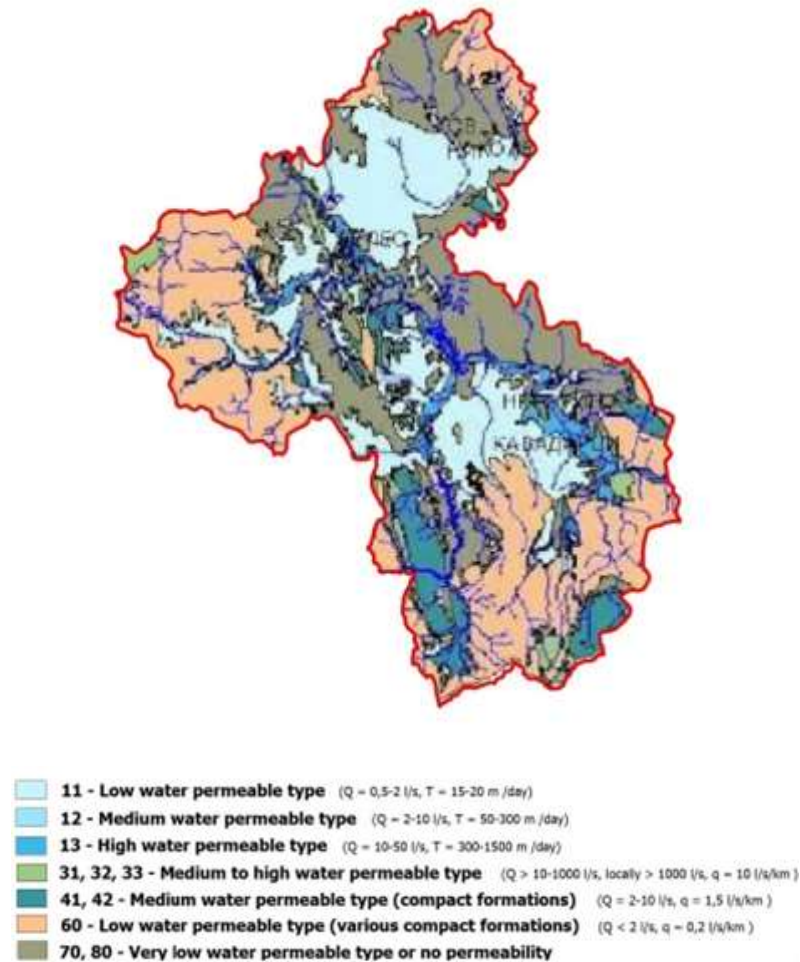 КАВАДАРЦИ
11 - Low water permeable type (Q = 0,5-2 l/s, T = 15-20 m /day)
12 - Medium water permeable type (Q = 2-10 l/s, T = 50-300 m /day)
13 - High water permeable type (Q = 10-50 l/s, T = 300-1500 m /day)
31, 32, 33 - Medium to high water permeable type (Q > 10-1000 l/s, locally > 1000 l/s, q = 10 l/s/km )
41, 42 - Medium water permeable type (compact formations) (Q = 2-10 l/s, q = 1,5 l/s/km )
60 - Low water permeable type (various compact formations) (Q < 2 l/s, q = 0,2 l/s/km )
70, 80 - Very low water permeable type or no permeability